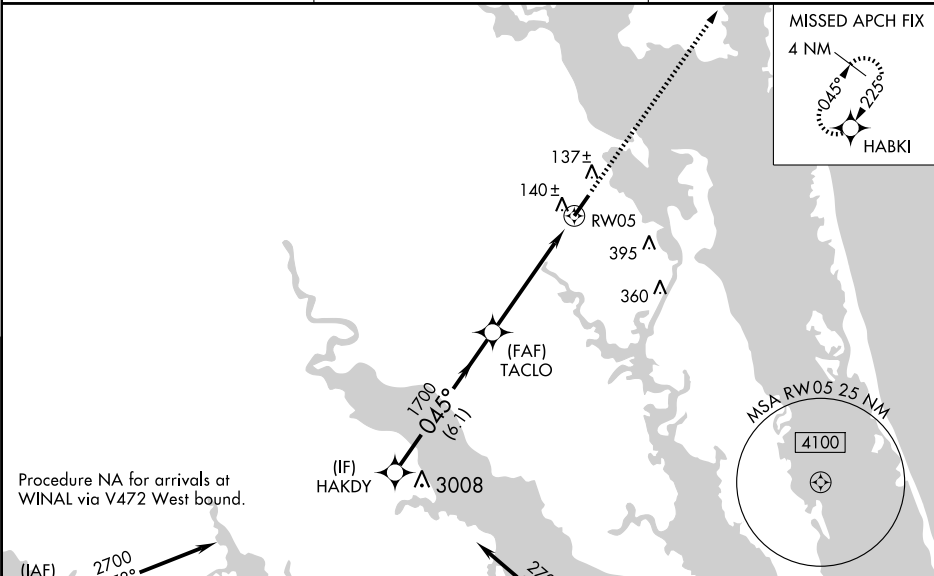 MISSED APCH FIX
4 NM
045°
225°
HABKI
137±
140±
RW05
395
360
(FAF)
TACLO
1700
045°
(6.1)
(IF)
HAKDY
3008
MSA RW05 25 NM
4100
Procedure NA for arrivals at
WINAL via V472 West bound.
(IAF)
2700